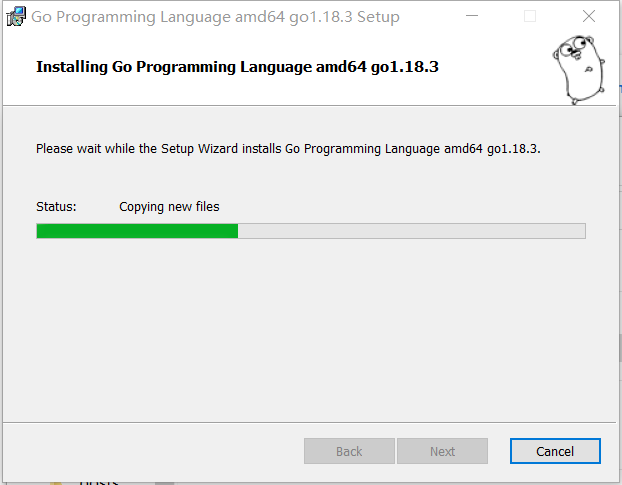 Go Programming Language amd64 go1.18.3 Setup
Installing Go Programming Language amd64 go1.18.3
Please wait while the Setup Wizard installs Go Programming Language amd64 go1.18.3.
Status: Copying new files
Back Next Cancel